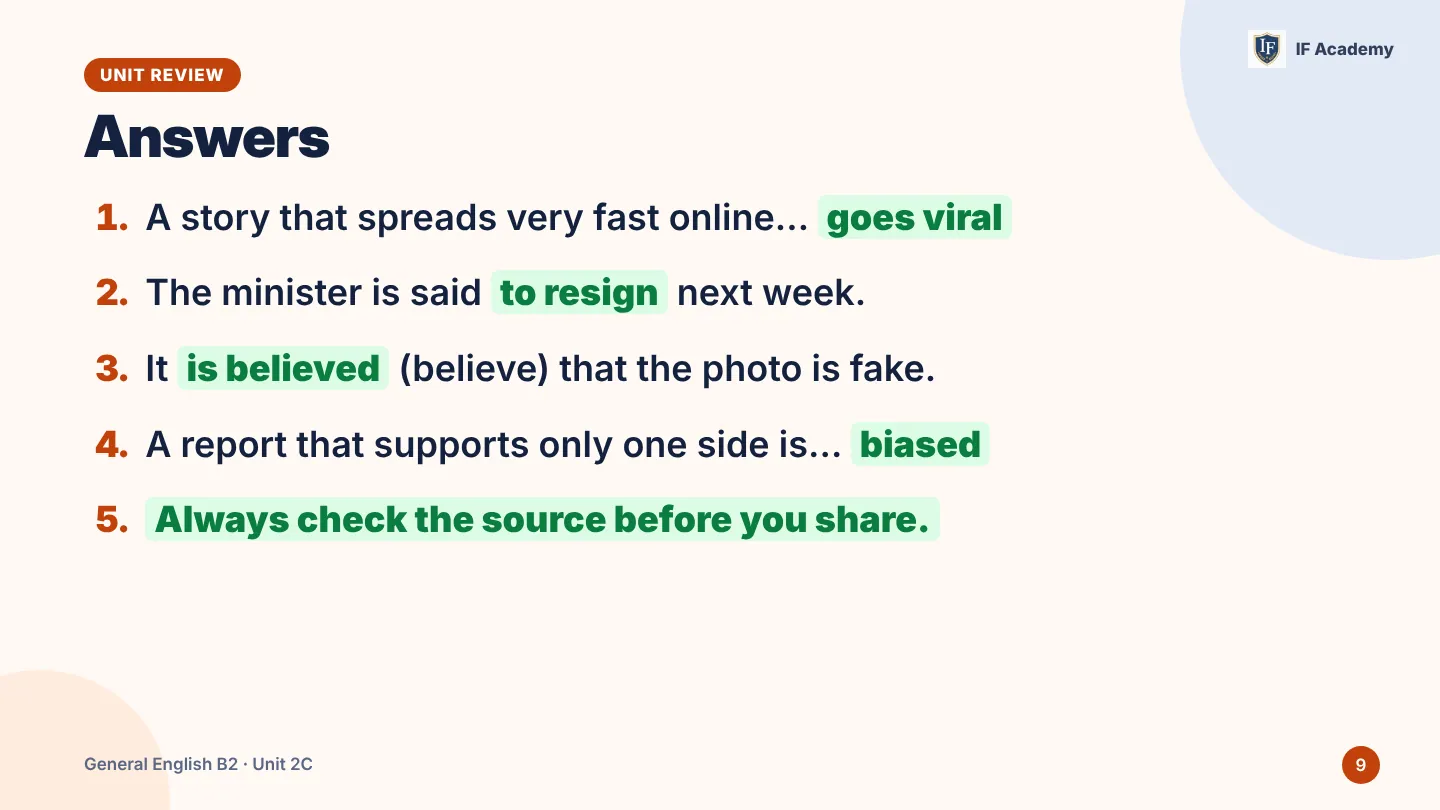 IF
IF Academy
UNIT REVIEW
Answers
1. A story that spreads very fast online... goes viral
2. The minister is said to resign next week.
3. It is believed (believe) that the photo is fake.
4. A report that supports only one side is... biased
5. Always check the source before you share.
General English B2 · Unit 2C
9